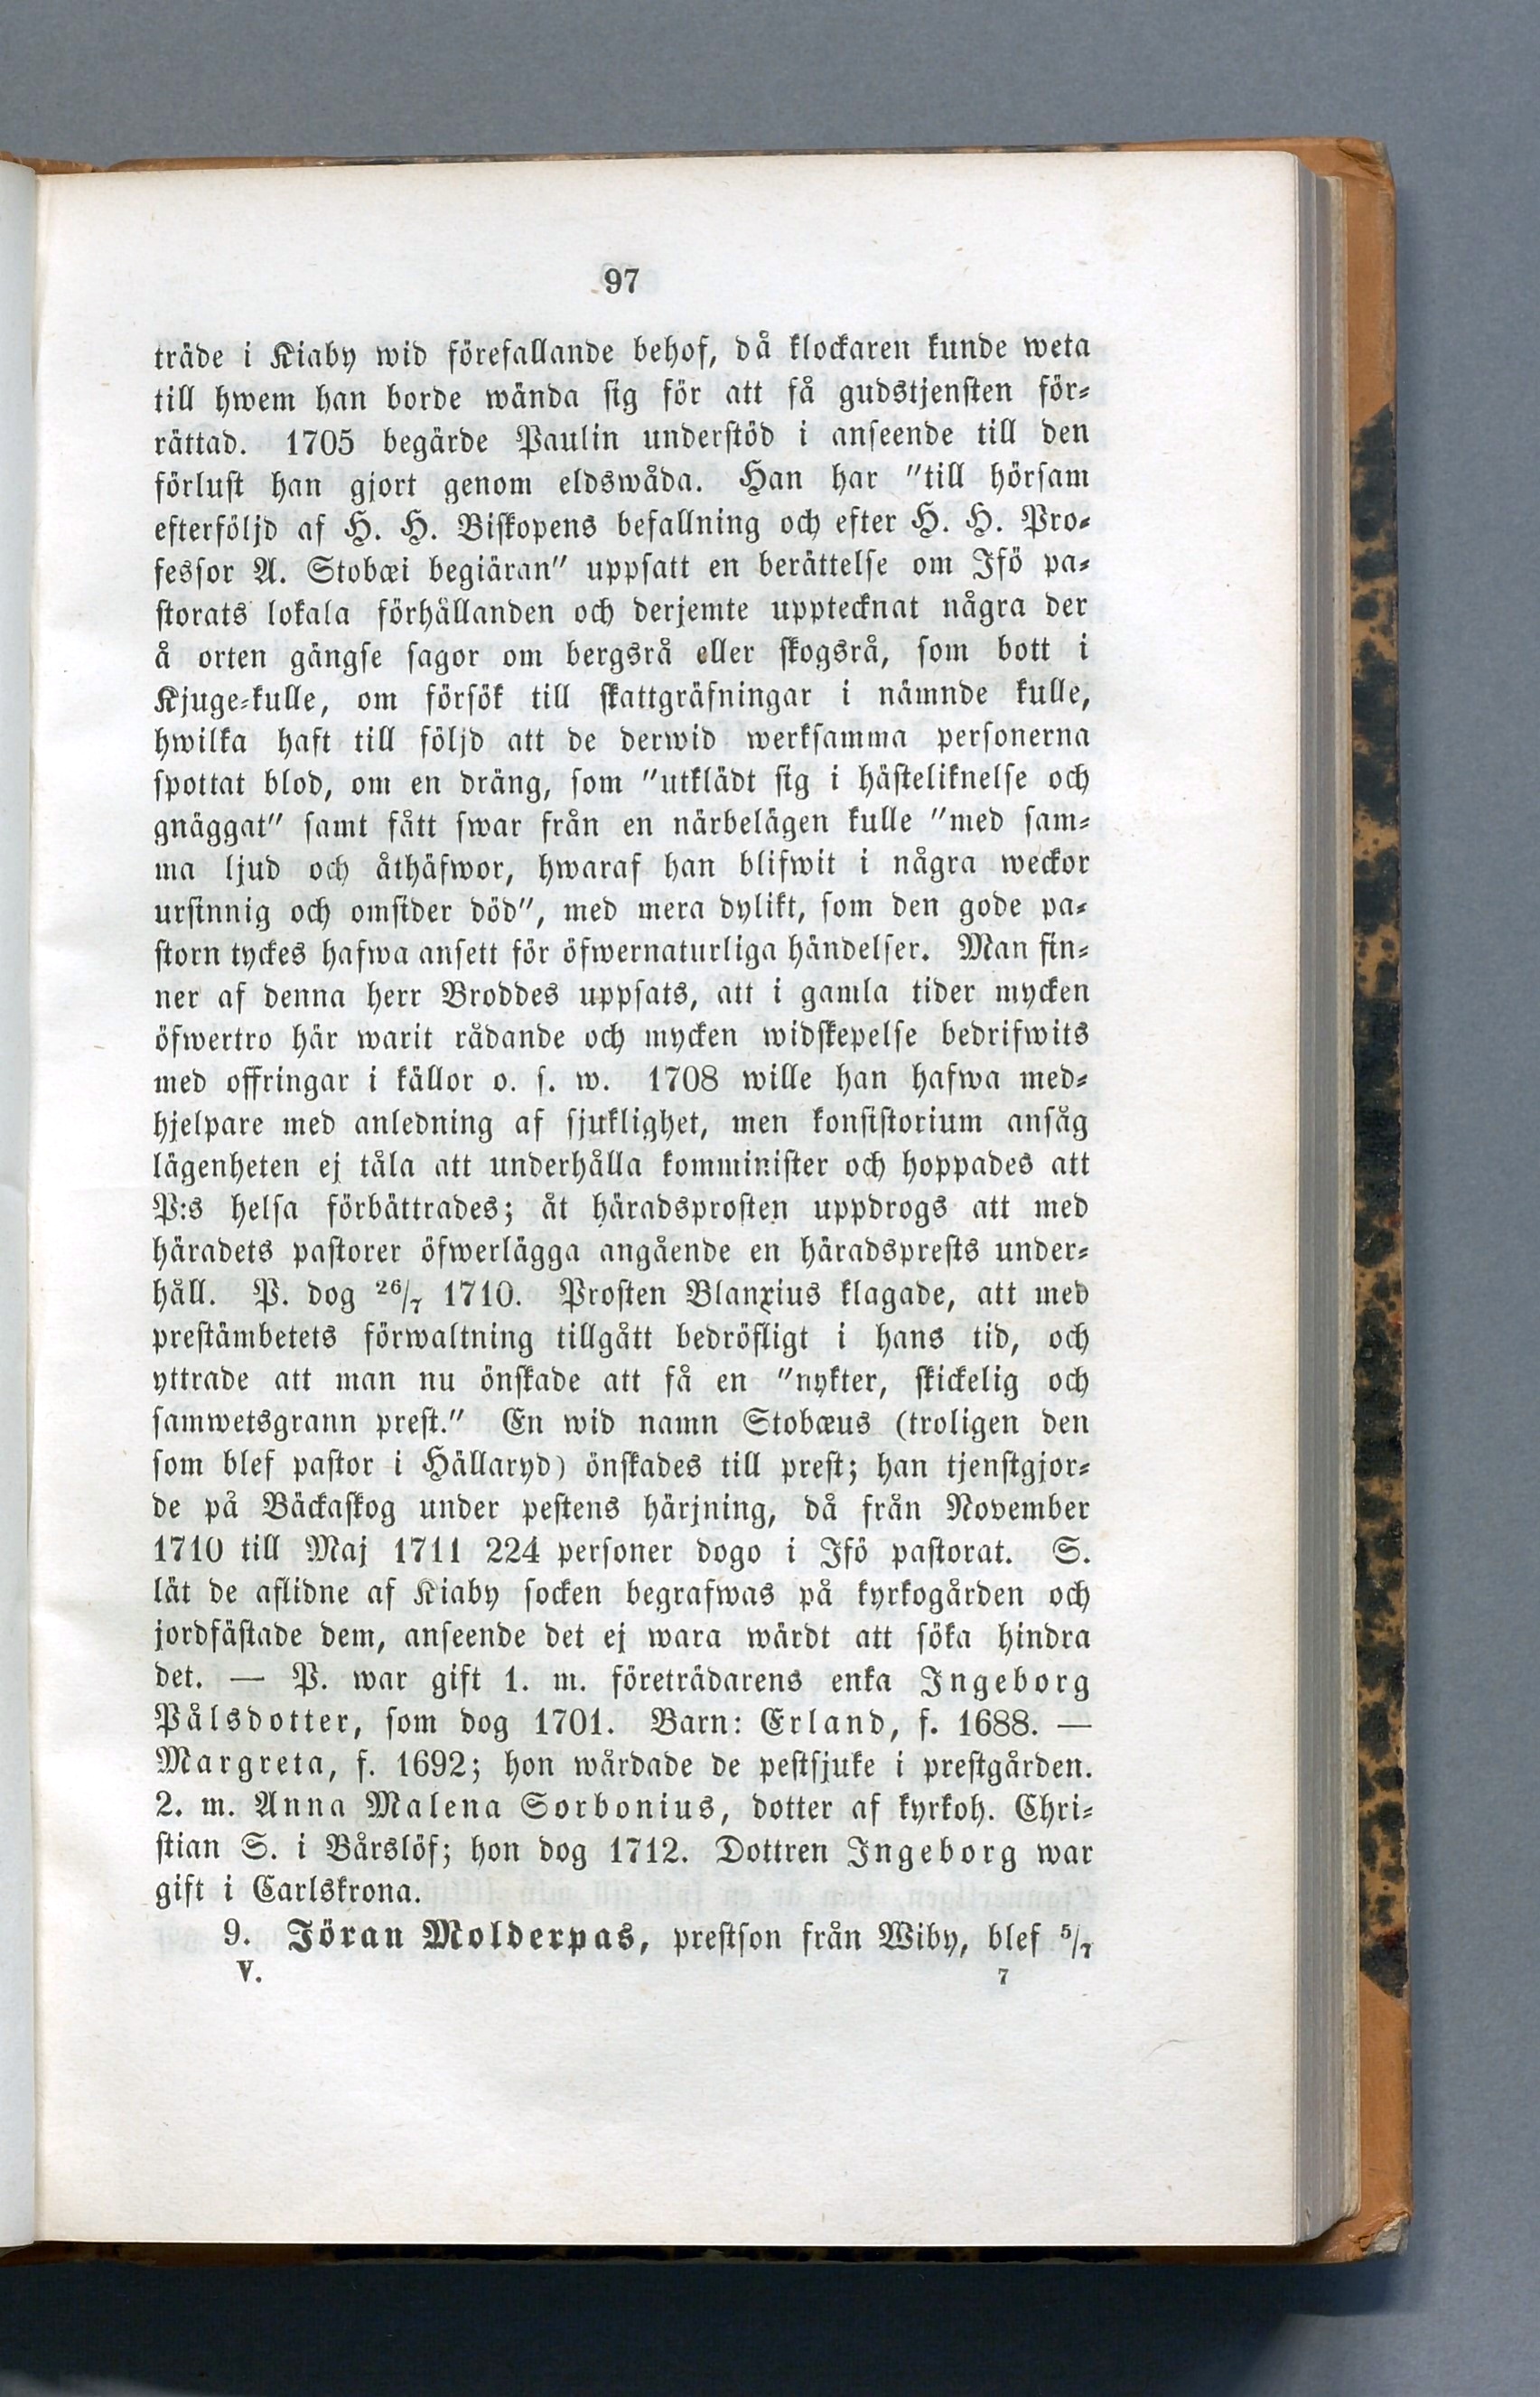 97
träde i Kiaby wid förefallande behof, då klockaren kunde weta
till hwem han borde wända sig för att få gudstjensten för-
rättad. 1705 begärde Paulin understöd i anseende till den
förlust han gjort genom eldswåda. Han har "till hörsam
efterföljd af H. H. Biskopens befallning och efter H. H. Pro-
fessor A. Stobæi begiäran" uppsatt en berättelse om Ifö pa-
storats lokala förhållanden och derjemte upptecknat några der
å orten gängse sagor om bergsrå eller skogsrå, som bott i
Kjuge-kulle, om försök till skattgräfningar i nämnde kulle,
hwilka haft till följd att de derwid werksamma personerna
spottat blod, om en dräng, som "utklädt sig i hästeliknelse och
gnäggat" samt fått swar från en närbelägen kulle "med sam-
ma ljud och åthäfwor, hwaraf han blifwit i några weckor
ursinnig och omsider död", med mera dylikt, som den gode pa-
storn tyckes hafwa ansett för öfwernaturliga händelser. Man fin-
ner af denna herr Broddes uppsats, att i gamla tider mycken
öfwertro här warit rådande och mycken widskepelse bedrifwits
med offringar i källor o. s. w. 1708 wille han hafwa med-
hjelpare med anledning af sjuklighet, men konsistorium ansåg
lägenheten ej tåla att underhålla komminister och hoppades att
P:s helsa förbättrades; åt häradsprosten uppdrogs att med
häradets pastorer öfwerlägga angående en häradsprests under-
håll. P. dog 26/7 1710. Prosten Blanxius klagade, att med
prestämbetets förwaltning tillgått bedröfligt i hans tid, och
yttrade att man nu önskade att få en "nykter, skickelig och
samwetsgrann prest." En wid namn Stobæus (troligen den
som blef pastor i Hällaryd) önskades till prest; han tjenstgjor-
de på Bäckaskog under pestens härjning, då från November
1710 till Maj 1711 224 personer dogo i Ifö pastorat. S.
lät de aflidne af Kiaby socken begrafwas på kyrkogården och
jordfästade dem, anseende det ej wara wärdt att söka hindra
det. — P. war gift 1. m. företrädarens enka Ingeborg
Pålsdotter, som dog 1701. Barn: Erland, f. 1688. —
Margreta, f. 1692; hon wårdade de pestsjuke i prestgården.
2. m. Anna Malena Sorbonius, dotter af kyrkoh. Chri-
stian S. i Bårslöf; hon dog 1712. Dottren Ingeborg war
gift i Carlskrona.
9. Jöran Molderpas, prestson från Wiby, blef 5/7
V. 7